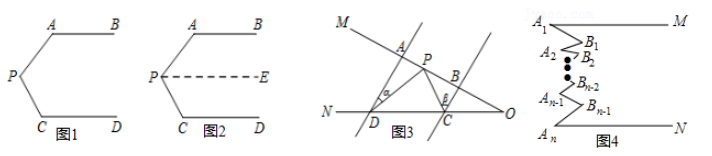 A B P C D 图1
A B P E C D 图2
M A P B α β N D C O 图3
A₁ M B₁ A₂ B₂ Bₙ₋₂ Aₙ₋₁ Bₙ₋₁ Aₙ N 图4